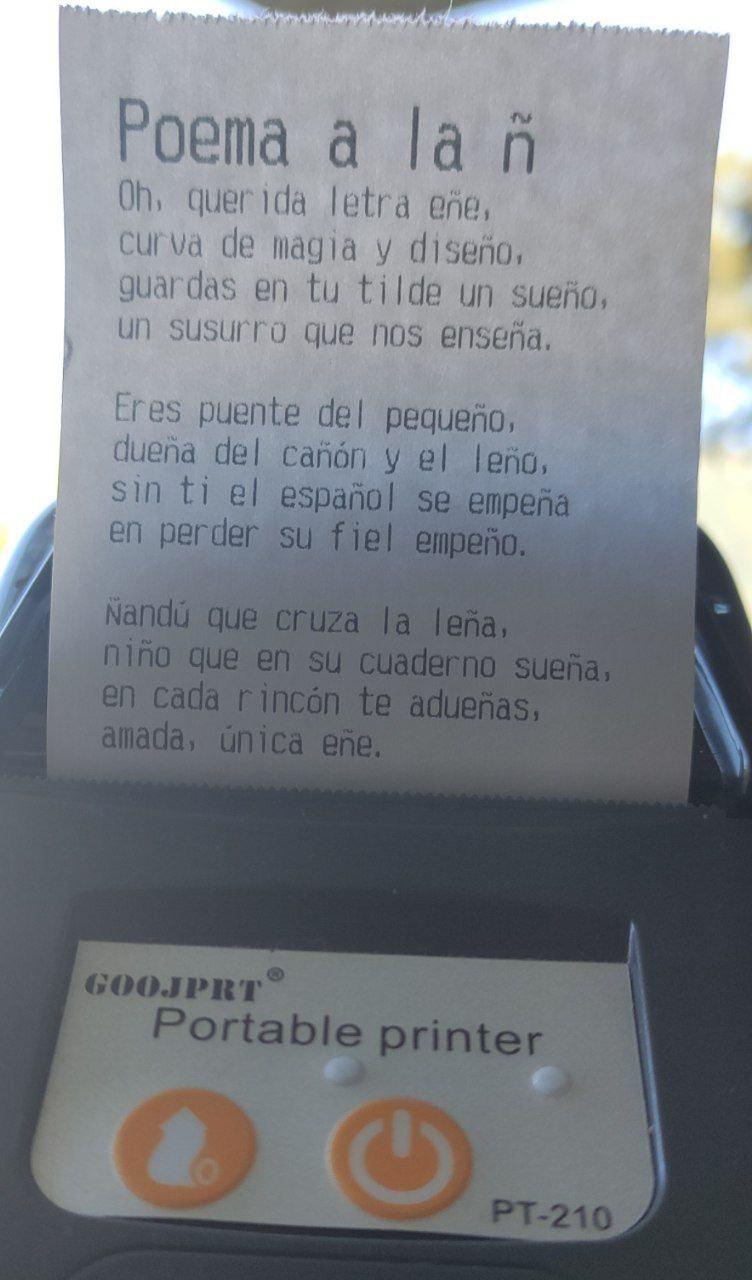 Poema a la ñ
Oh, querida letra eñe,
curva de magia y diseño,
guardas en tu tilde un sueño,
un susurro que nos enseña.
Eres puente del pequeño,
dueña del cañón y el leño,
sin ti el español se empeña
en perder su fiel empeño.
Ñandú que cruza la leña,
niño que en su cuaderno sueña,
en cada rincón te adueñas,
amada, única eñe.
GOOJPRT®
Portable printer
PT-210